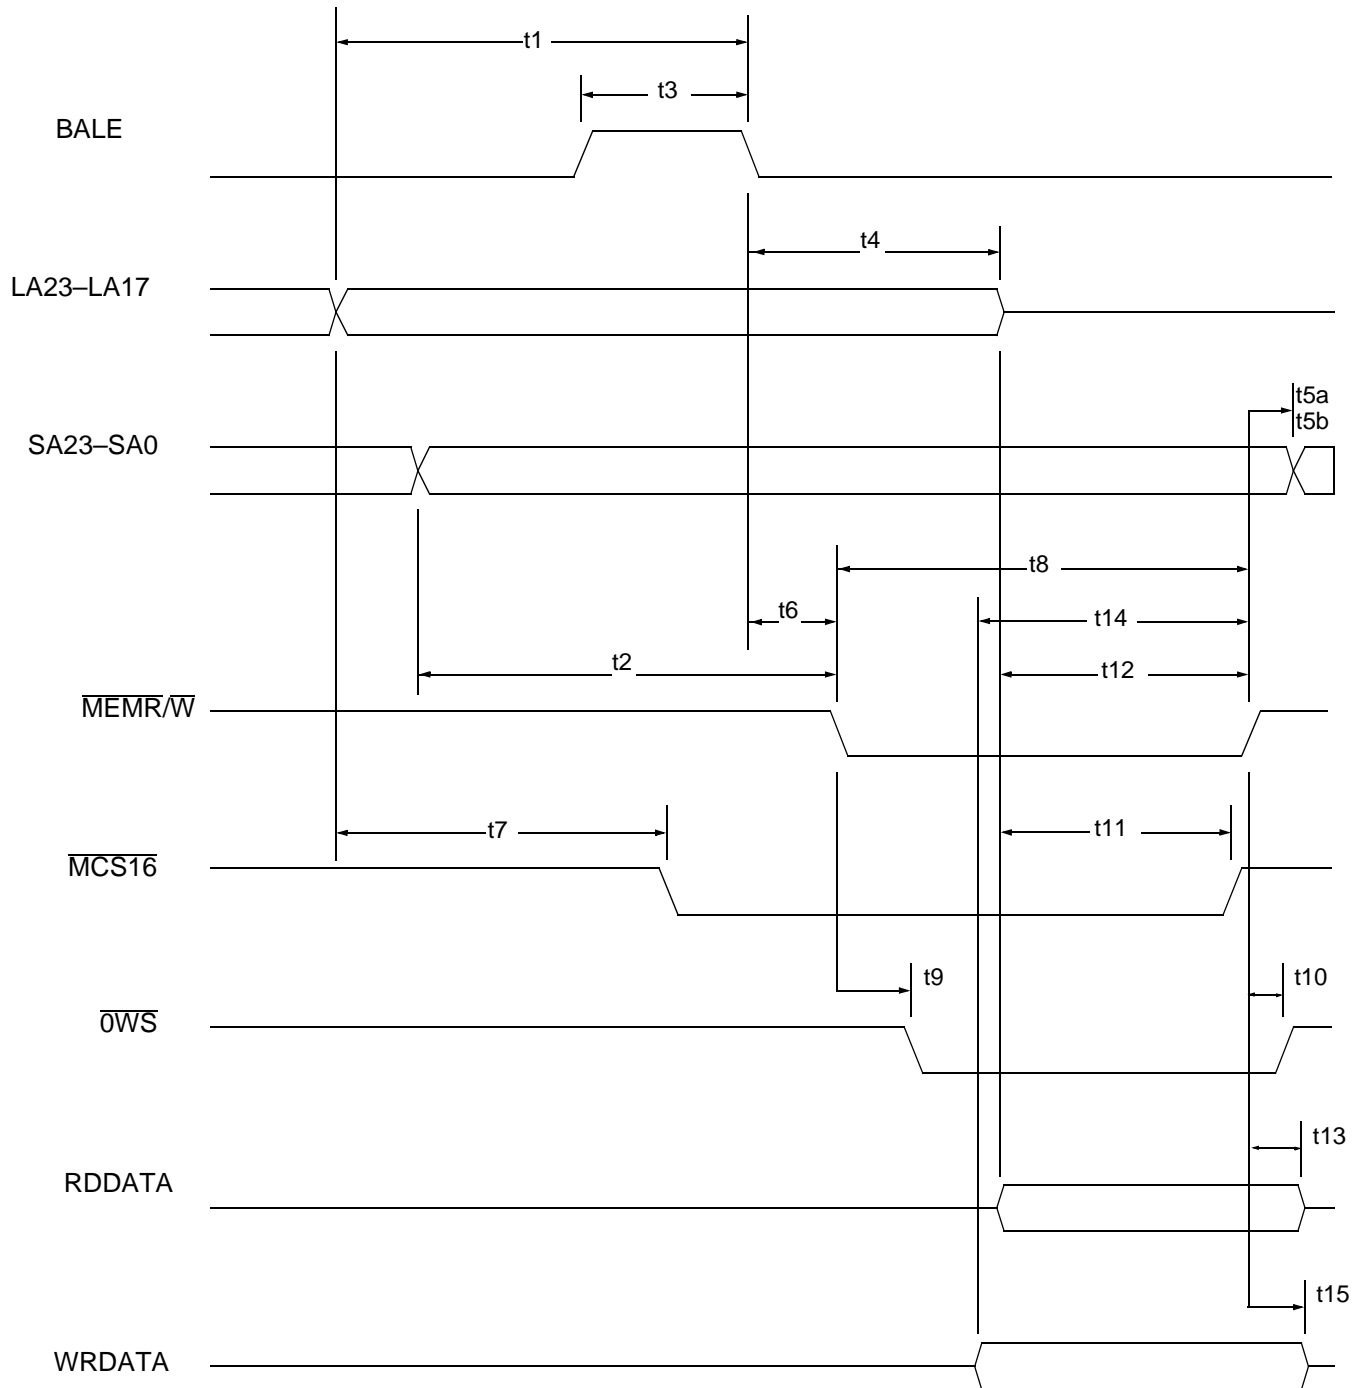 t1
t3
BALE
t4
LA23–LA17
t5a
t5b
SA23–SA0
t8
t6
t14
t2
t12
MEMR/W
t7
t11
MCS16
t9
t10
0WS
t13
RDDATA
t15
WRDATA